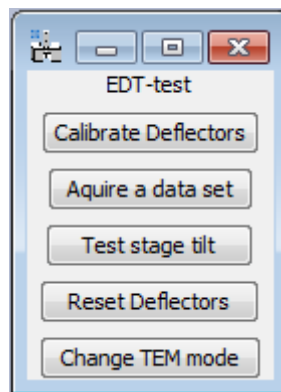 EDT-test
Calibrate Deflectors
Aquire a data set
Test stage tilt
Reset Deflectors
Change TEM mode